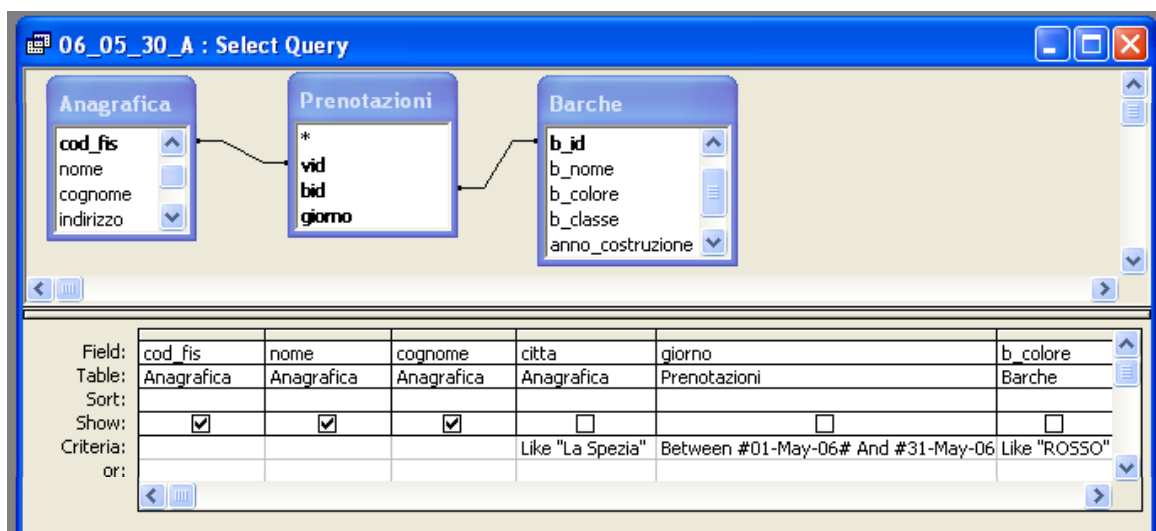 06_05_30_A : Select Query
Anagrafica
cod_fis
nome
cognome
indirizzo
Prenotazioni
*
vid
bid
giorno
Barche
b_id
b_nome
b_colore
b_classe
anno_costruzione
Field: cod_fis nome cognome citta giorno b_colore
Table: Anagrafica Anagrafica Anagrafica Anagrafica Prenotazioni Barche
Sort:
Show:
Criteria: Like "La Spezia" Between #01-May-06# And #31-May-06 Like "ROSSO"
or: